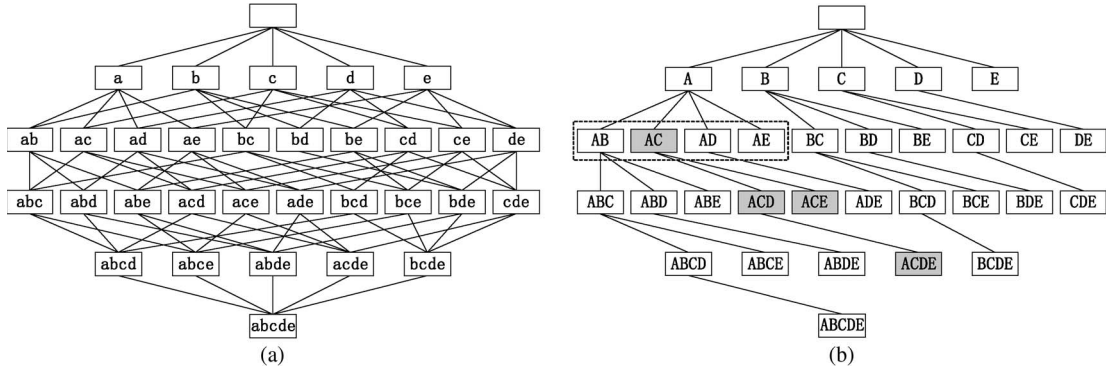 a b c d e
A B C D E
ab ac ad ae bc bd be cd ce de
AB AC AD AE BC BD BE CD CE DE
abc abd abe acd ace ade bcd bce bde cde
ABC ABD ABE ACD ACE ADE BCD BCE BDE CDE
abcd abce abde acde bcde
ABCD ABCE ABDE ACDE BCDE
abcde
ABCDE
(a)
(b)